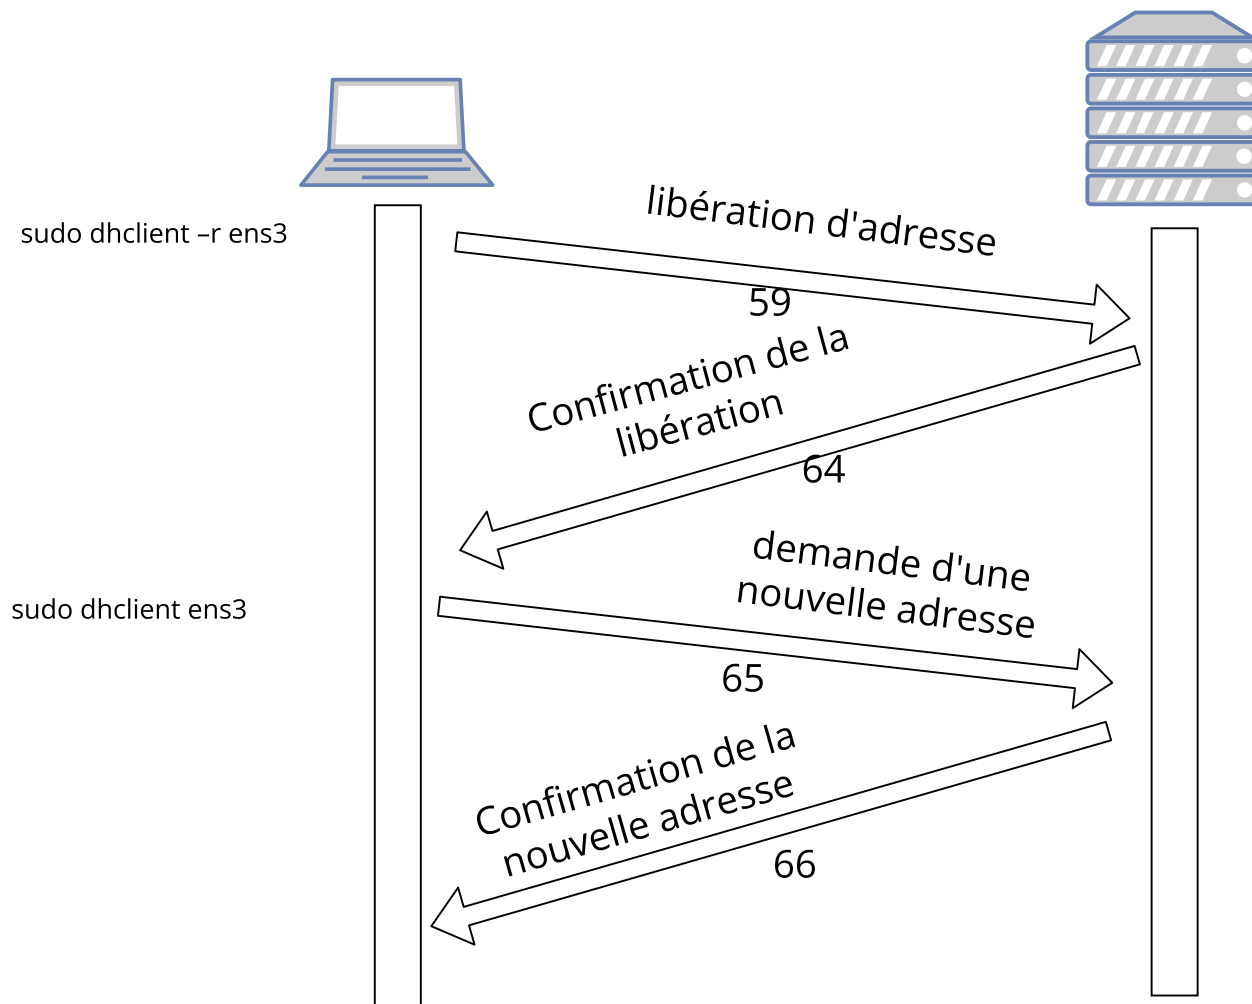 libération d'adresse
sudo dhclient –r ens3
59
Confirmation de la
libération
64
demande d'une
nouvelle adresse
sudo dhclient ens3
65
Confirmation de la
nouvelle adresse
66